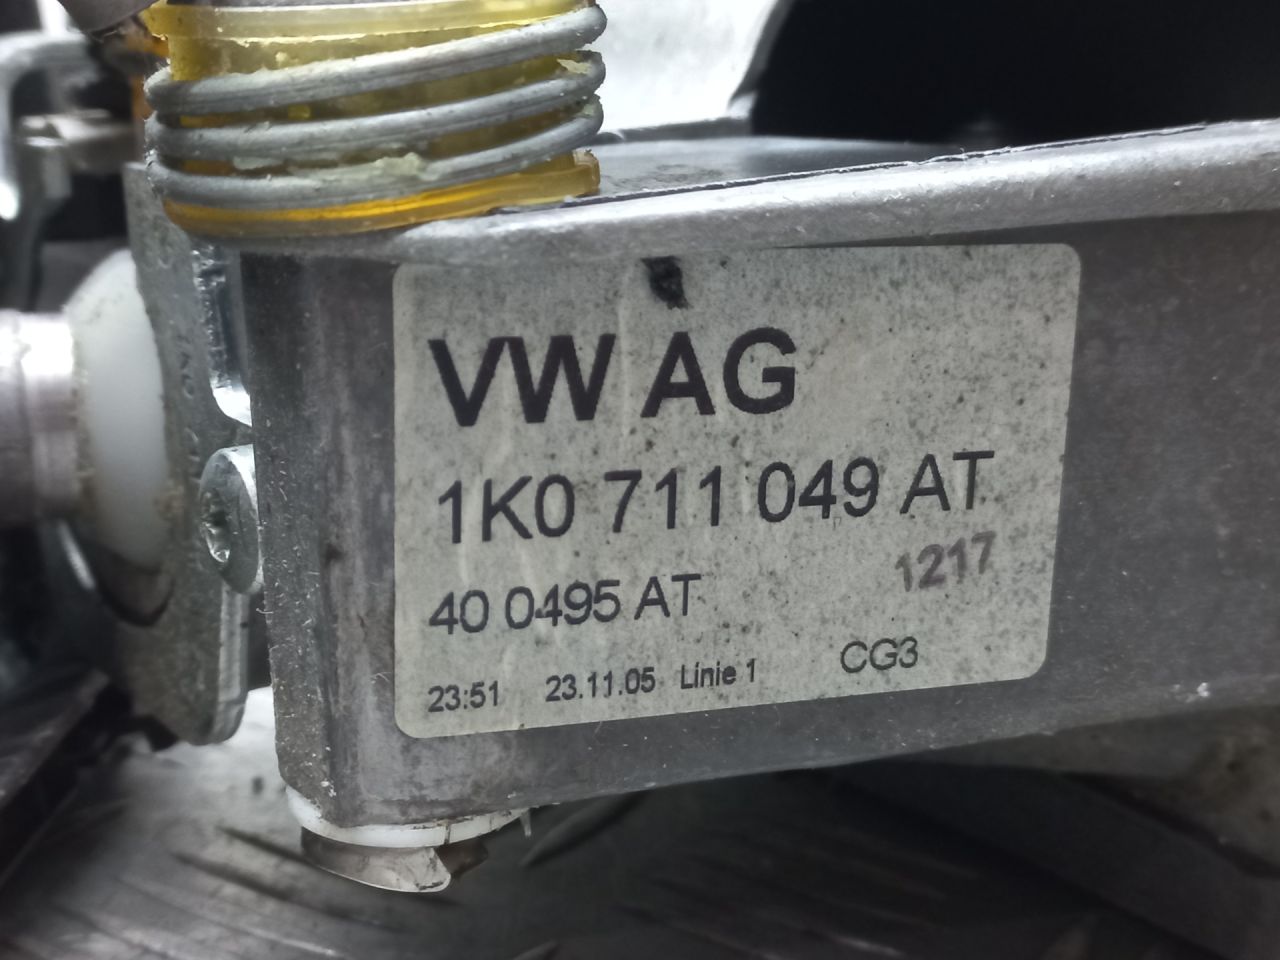 VW AG
1K0 711 049 AT
1217
40 0495 AT
23:51 23.11.05 Linie 1 CG3